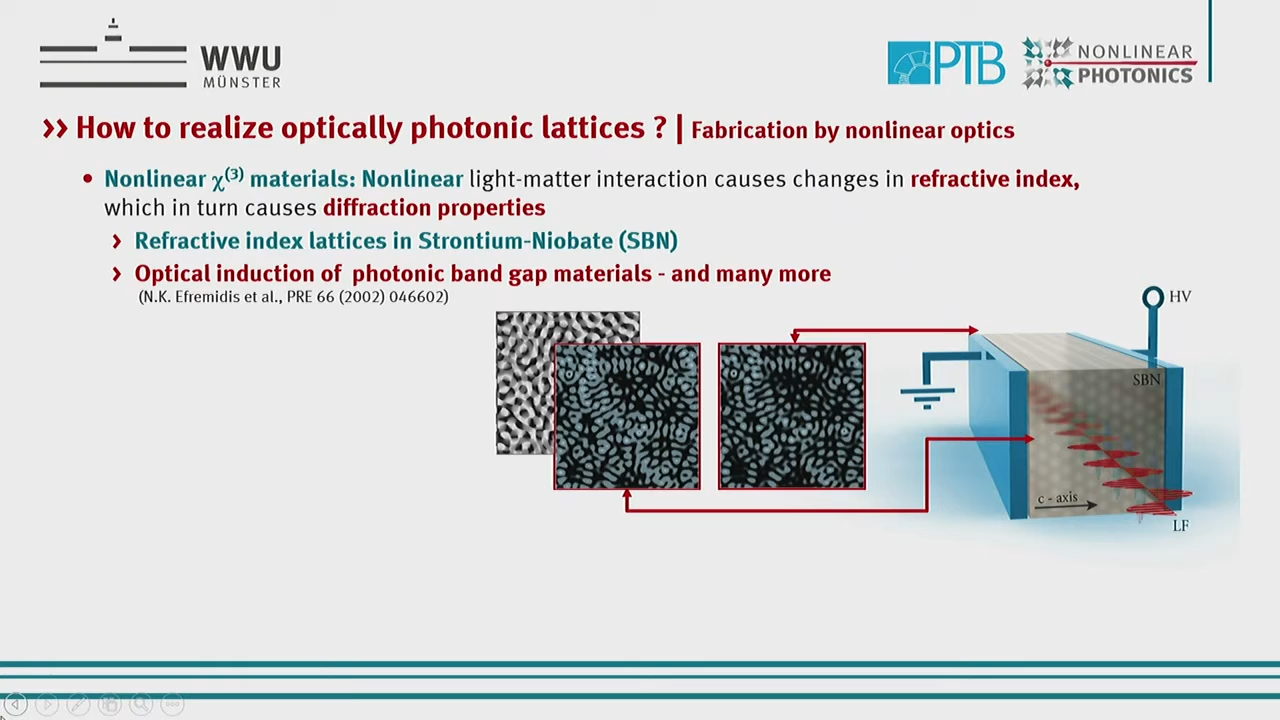 WWU
MÜNSTER
PTB
NONLINEAR
PHOTONICS
›› How to realize optically photonic lattices ? | Fabrication by nonlinear optics
• Nonlinear χ⁽³⁾ materials: Nonlinear light-matter interaction causes changes in refractive index,
which in turn causes diffraction properties
› Refractive index lattices in Strontium-Niobate (SBN)
› Optical induction of photonic band gap materials - and many more
(N.K. Efremidis et al., PRE 66 (2002) 046602)
HV
SBN
c - axis
LF